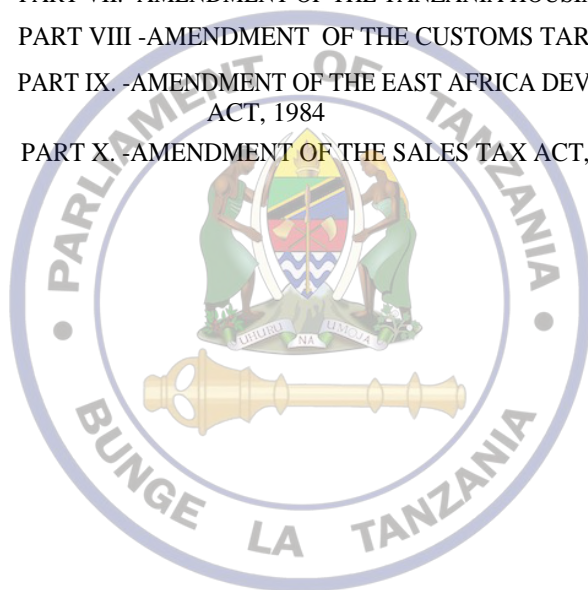 PART VIII -AMENDMENT OF THE CUSTOMS TAR
PART IX. -AMENDMENT OF THE EAST AFRICA DEV
ACT, 1984
PART X. -AMENDMENT OF THE SALES TAX ACT,
PARLIAMENT OF TANZANIA
UHURU NA UMOJA
BUNGE LA TANZANIA